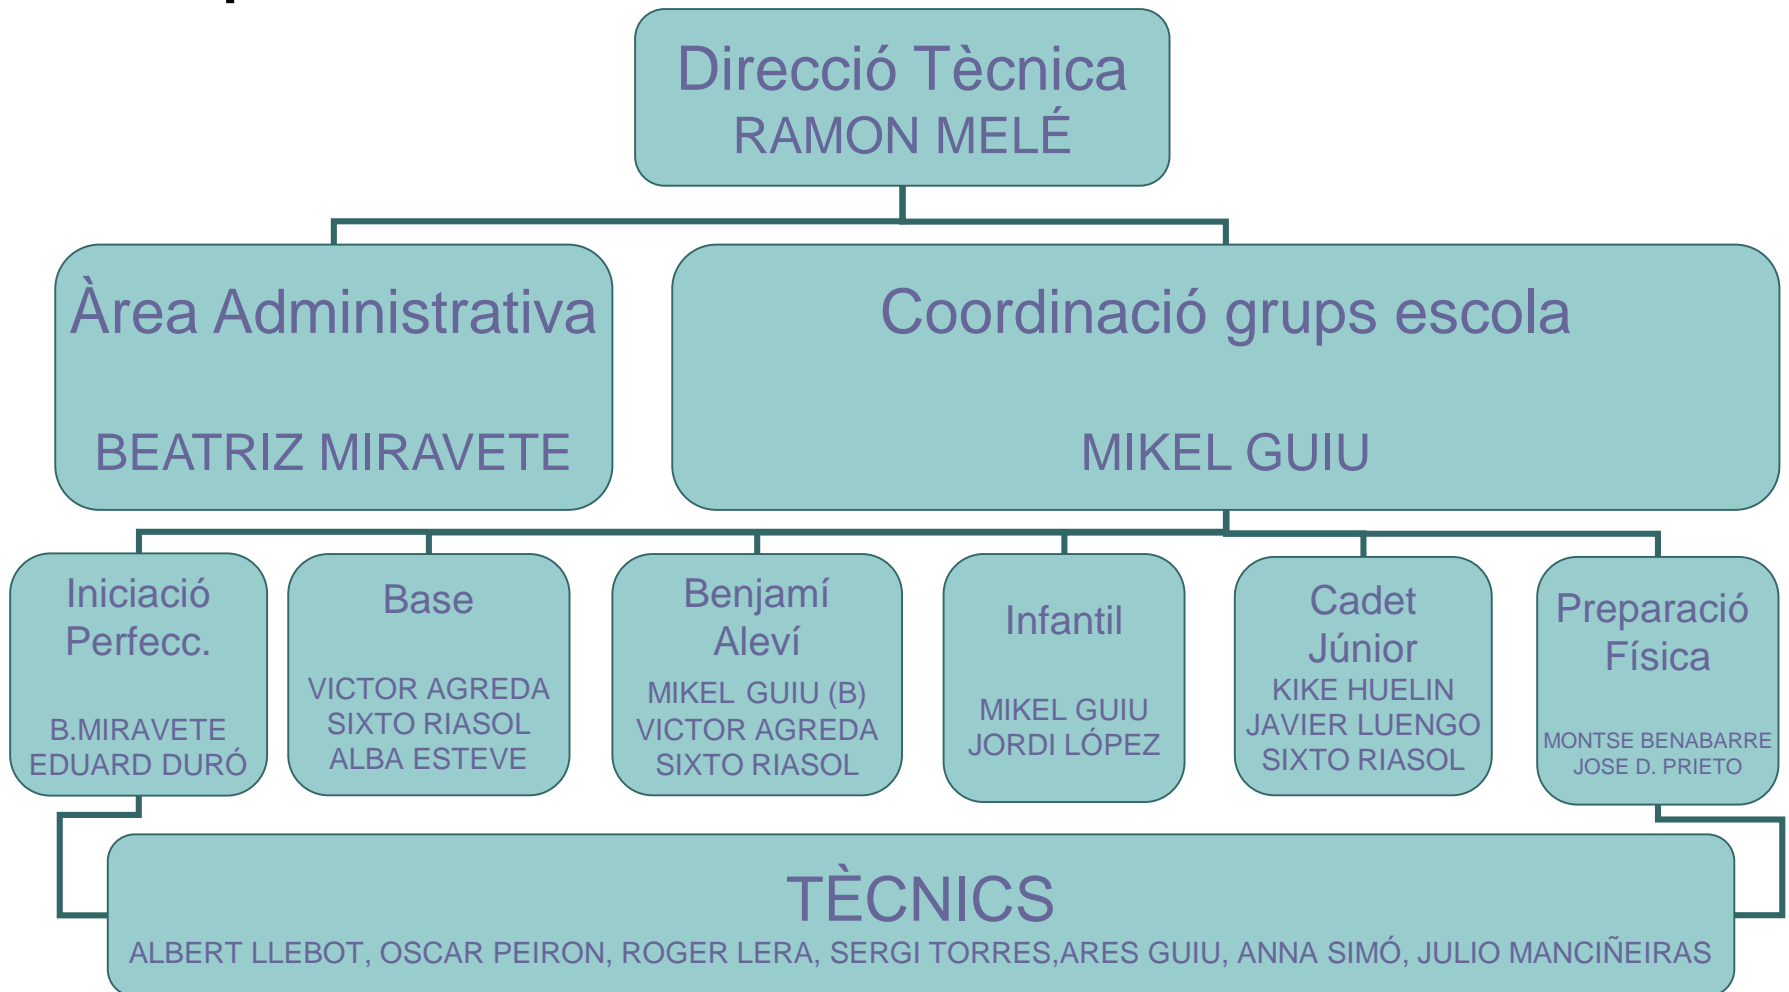 Direcció Tècnica
RAMON MELÉ
Àrea Administrativa
BEATRIZ MIRAVETE
Coordinació grups escola
MIKEL GUIU
Iniciació
Perfecc.
B.MIRAVETE
EDUARD DURÓ
Base
VICTOR AGREDA
SIXTO RIASOL
ALBA ESTEVE
Benjamí
Aleví
MIKEL GUIU (B)
VICTOR AGREDA
SIXTO RIASOL
Infantil
MIKEL GUIU
JORDI LÓPEZ
Cadet
Júnior
KIKE HUELIN
JAVIER LUENGO
SIXTO RIASOL
Preparació
Física
MONTSE BENABARRE
JOSE D. PRIETO
TÈCNICS
ALBERT LLEBOT, OSCAR PEIRON, ROGER LERA, SERGI TORRES,ARES GUIU, ANNA SIMÓ, JULIO MANCIÑEIRAS